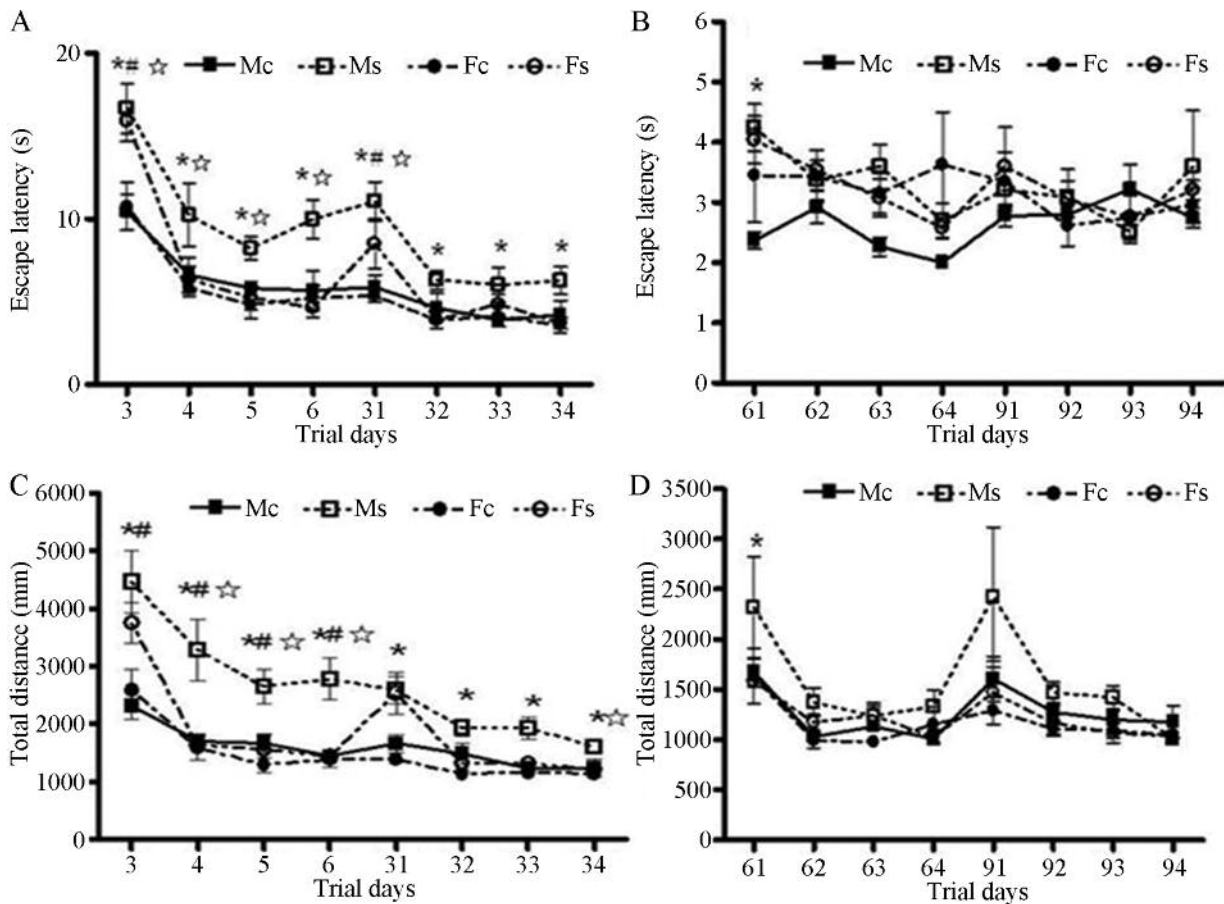 A
Mc Ms Fc Fs
*# ☆
*☆
*☆
*☆
*# ☆
*
*
*
Escape latency (s)
20
10
0
3 4 5 6 31 32 33 34
Trial days
B
Mc Ms Fc Fs
*
Escape latency (s)
6
5
4
3
2
1
0
61 62 63 64 91 92 93 94
Trial days
C
Mc Ms Fc Fs
*#
*# ☆
*# ☆
*# ☆
*
*
*
*☆
Total distance (mm)
6000
5000
4000
3000
2000
1000
0
3 4 5 6 31 32 33 34
Trial days
D
Mc Ms Fc Fs
*
Total distance (mm)
3500
3000
2500
2000
1500
1000
500
0
61 62 63 64 91 92 93 94
Trial days